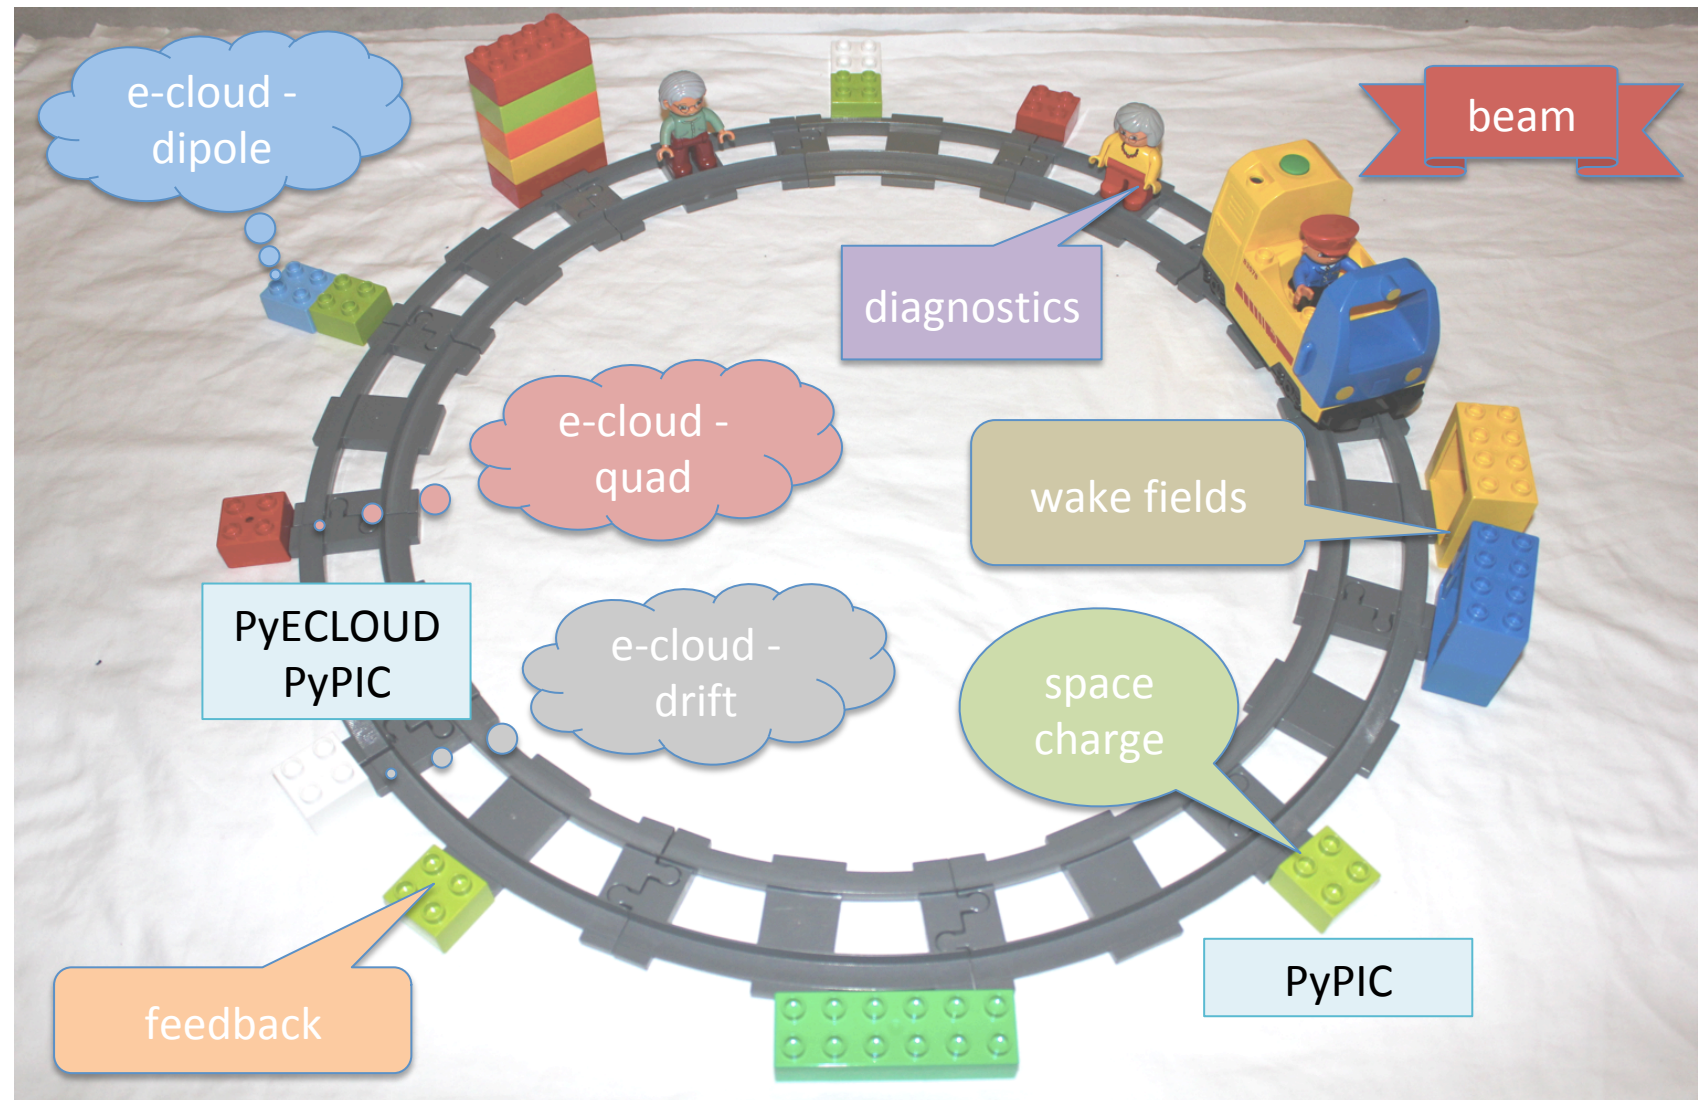 e-cloud -
dipole
beam
diagnostics
e-cloud -
quad
wake fields
PyECLOUD
PyPIC
e-cloud -
drift
space
charge
PyPIC
feedback